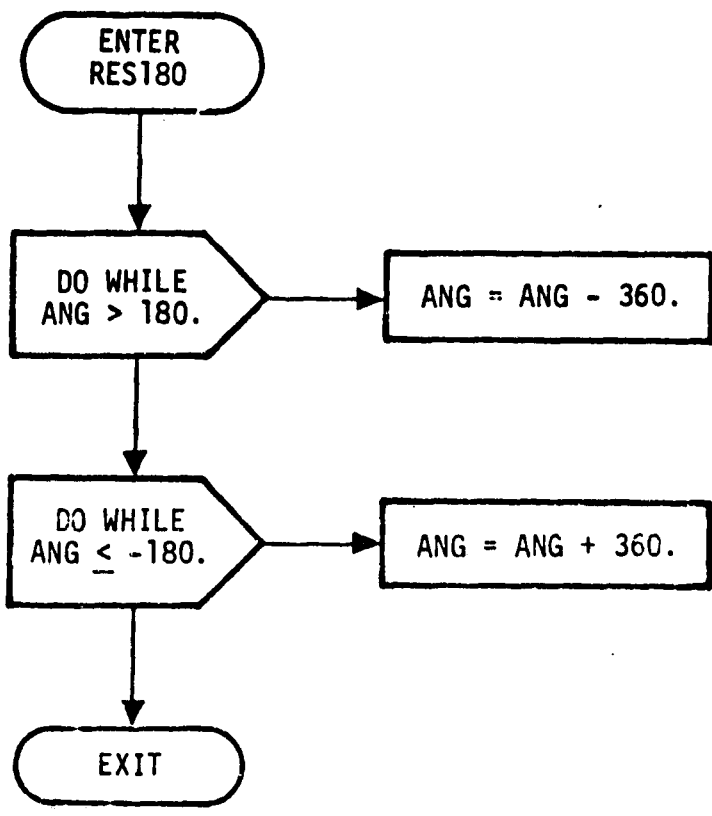 ENTER
RES180
DO WHILE
ANG > 180.
ANG = ANG - 360.
DO WHILE
ANG ≤ -180.
ANG = ANG + 360.
EXIT